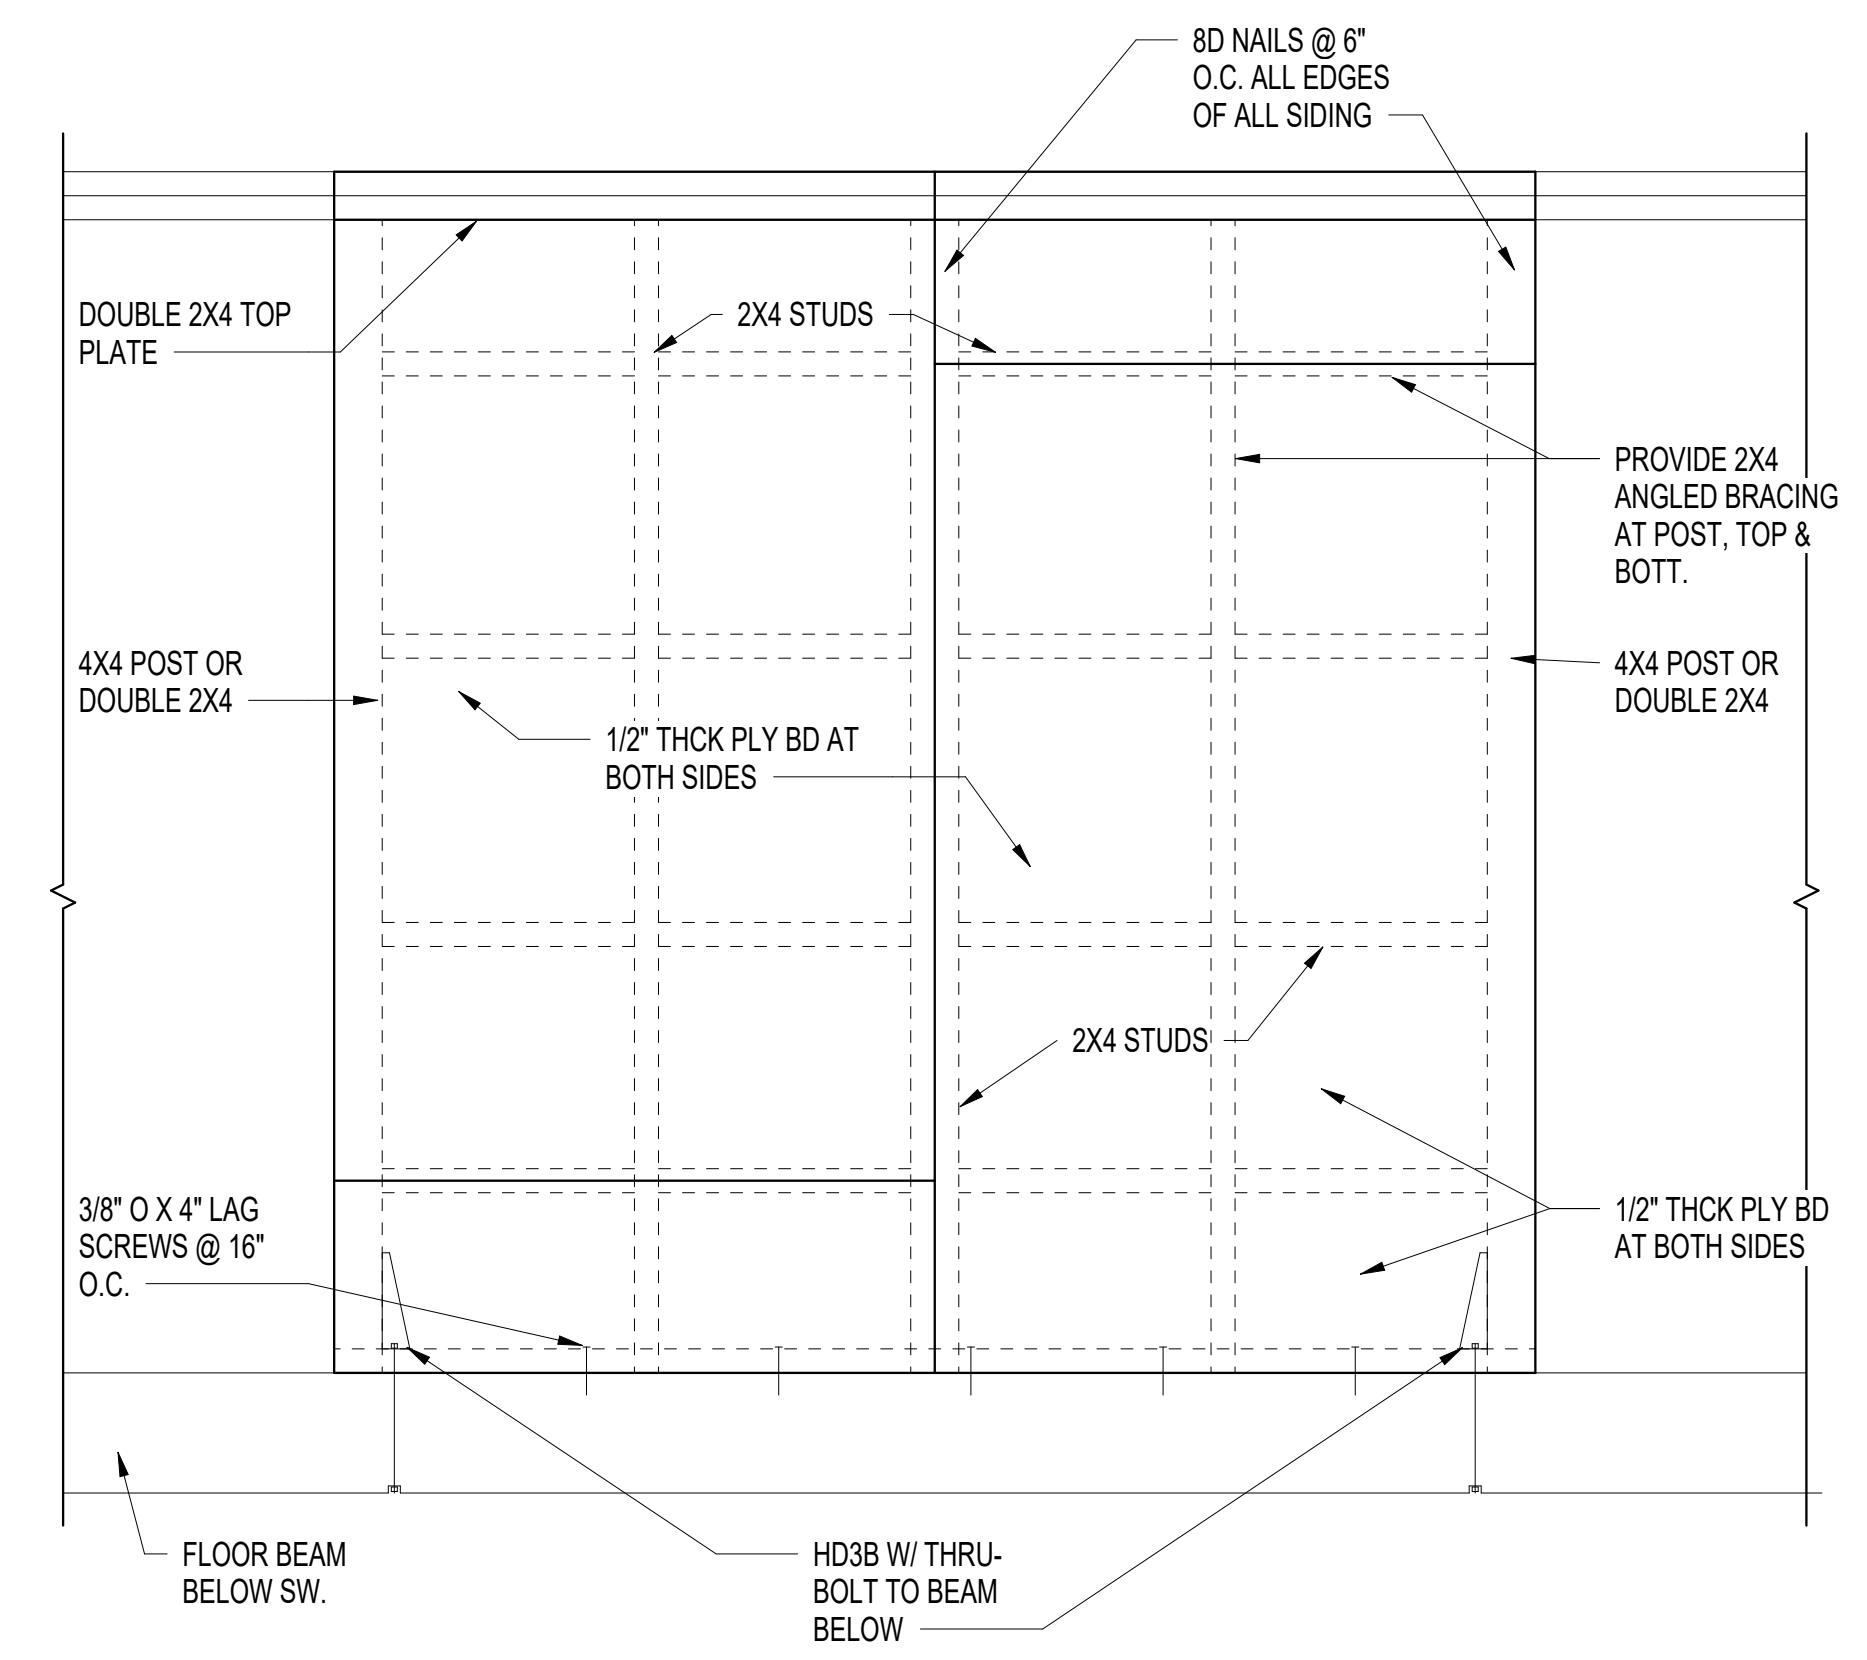 8D NAILS @ 6"
O.C. ALL EDGES
OF ALL SIDING
DOUBLE 2X4 TOP
PLATE
2X4 STUDS
PROVIDE 2X4
ANGLED BRACING
AT POST, TOP &
BOTT.
4X4 POST OR
DOUBLE 2X4
4X4 POST OR
DOUBLE 2X4
1/2" THCK PLY BD AT
BOTH SIDES
2X4 STUDS
3/8" O X 4" LAG
SCREWS @ 16"
O.C.
1/2" THCK PLY BD
AT BOTH SIDES
FLOOR BEAM
BELOW SW.
HD3B W/ THRU-
BOLT TO BEAM
BELOW